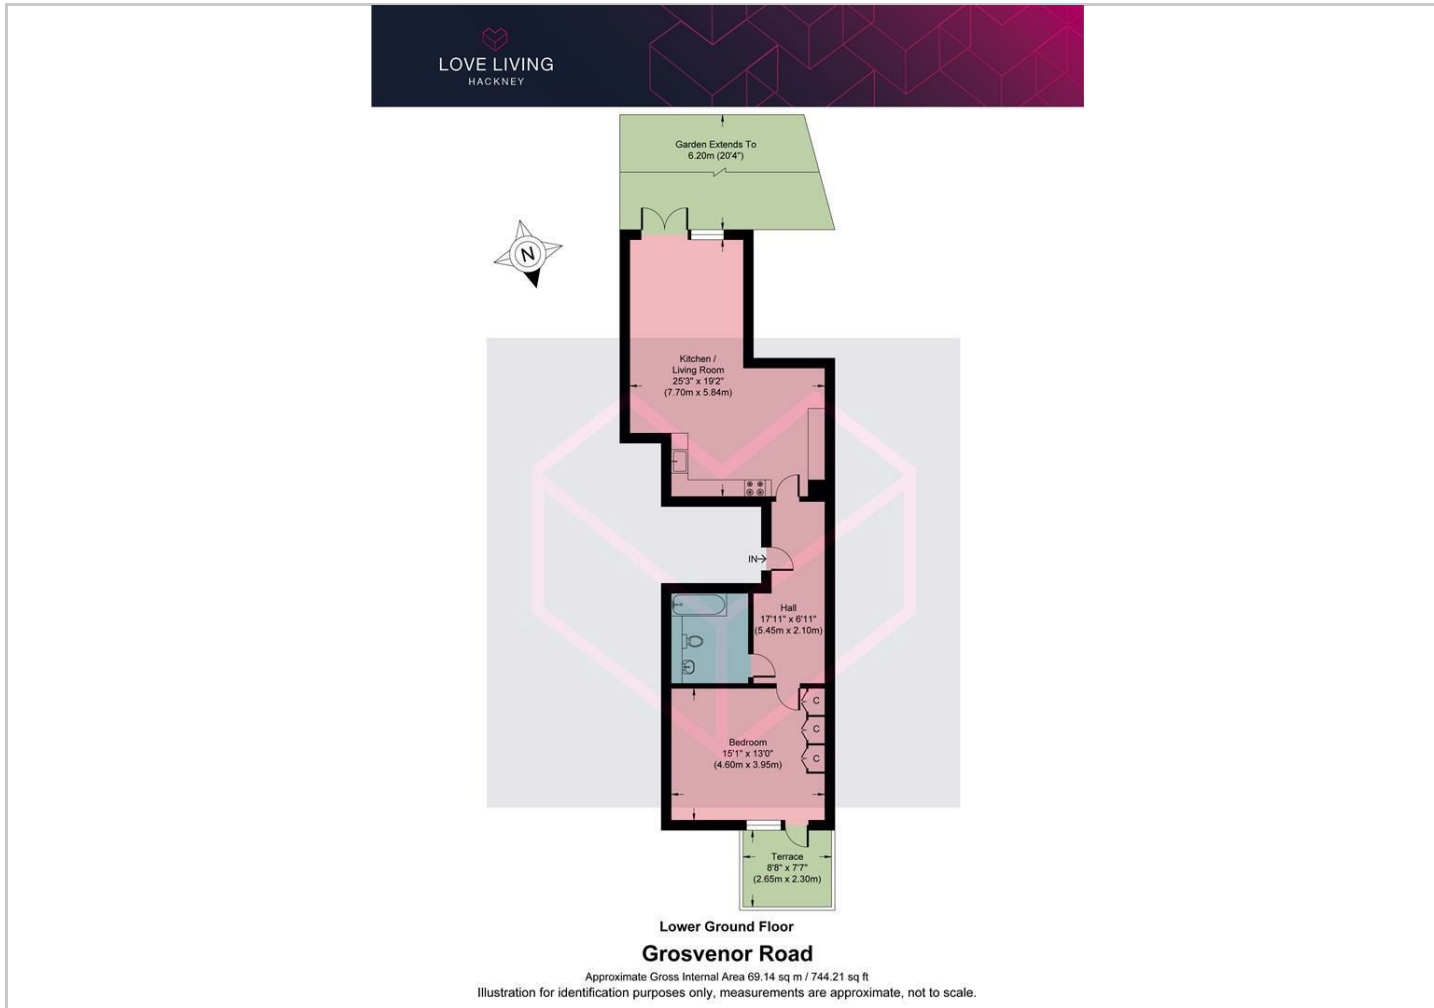 LOVE LIVING
HACKNEY
Garden Extends To
6.20m (20'4")
N
Kitchen /
Living Room
25'3" x 19'2"
(7.70m x 5.84m)
IN
Hall
17'11" x 6'11"
(5.45m x 2.10m)
C
C
C
Bedroom
15'1" x 13'0"
(4.60m x 3.95m)
Terrace
8'8" x 7'7"
(2.65m x 2.30m)
Lower Ground Floor
Grosvenor Road
Approximate Gross Internal Area 69.14 sq m / 744.21 sq ft
Illustration for identification purposes only, measurements are approximate, not to scale.